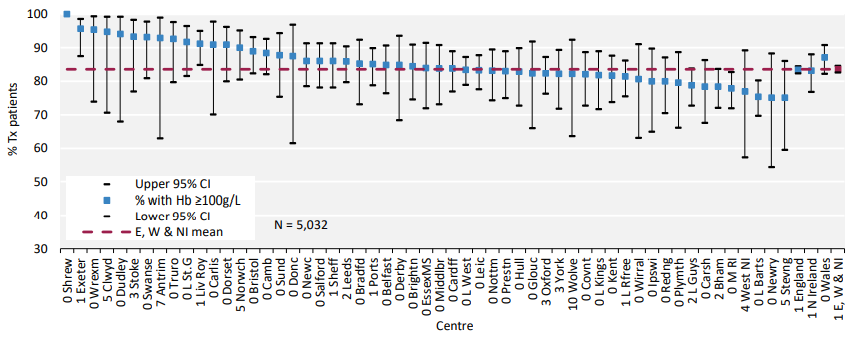 100
90
80
70
60
50
40
30
% Tx patients
Upper 95% CI
% with Hb ≥100g/L
Lower 95% CI
E, W & NI mean
N = 5,032
0 Shrew
1 Exeter
0 Wrexm
5 Clwyd
0 Dudley
3 Stoke
0 Swanse
7 Antrim
0 Truro
0 L St.G
1 Liv Roy
0 Carlis
0 Dorset
5 Norwch
0 Bristol
0 Camb
0 Sund
0 Donc
0 Newc
0 Salford
1 Sheff
2 Leeds
0 Bradfd
1 Ports
0 Belfast
0 Derby
0 Brightn
0 EssexMS
0 Middlbr
0 Cardff
0 L West
0 Leic
0 Nottm
0 Prestn
0 Hull
0 Glouc
3 Oxford
3 York
10 Wolve
0 Covnt
0 L Kings
0 Kent
1 L Rfree
0 Wirral
0 Ipswi
0 Redng
0 Plymth
2 L Guys
0 Carsh
2 Bham
0 M RI
4 West NI
0 L Barts
0 Newry
5 Stevng
1 England
1 N Ireland
0 Wales
1 E, W & NI
Centre